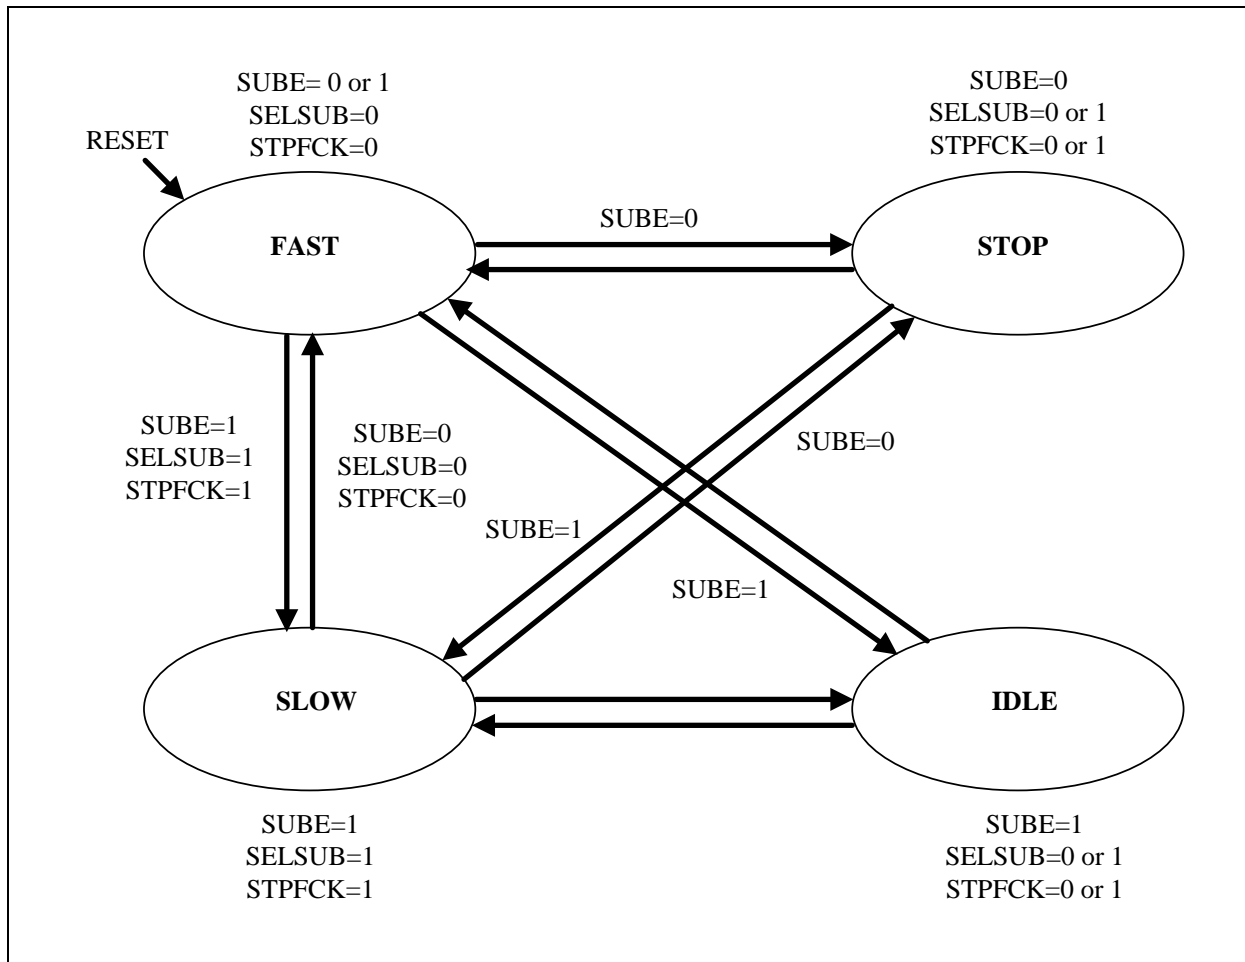 SUBE= 0 or 1
SELSUB=0
STPFCK=0
SUBE=0
SELSUB=0 or 1
STPFCK=0 or 1
RESET
FAST
SUBE=0
STOP
SUBE=1
SELSUB=1
STPFCK=1
SUBE=0
SELSUB=0
STPFCK=0
SUBE=0
SUBE=1
SUBE=1
SLOW
IDLE
SUBE=1
SELSUB=1
STPFCK=1
SUBE=1
SELSUB=0 or 1
STPFCK=0 or 1